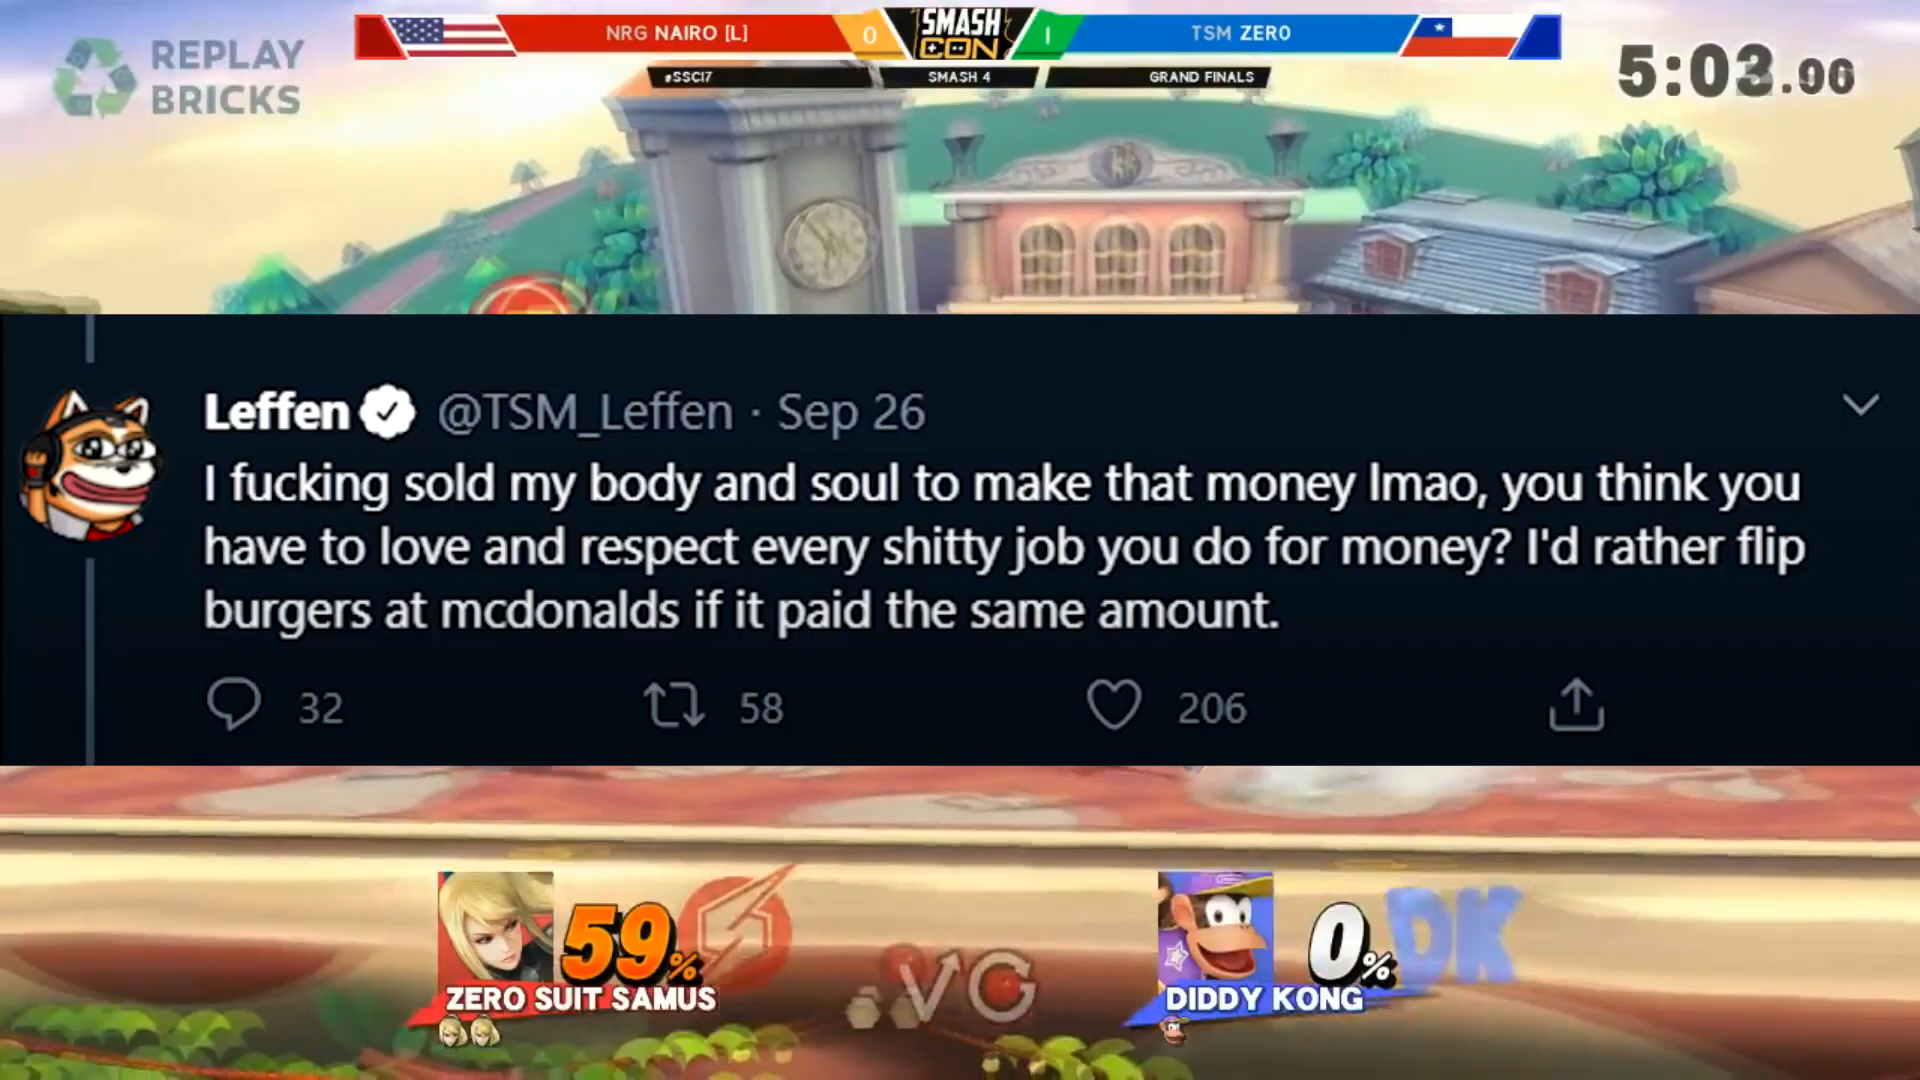 REPLAY
BRICKS
NRG NAIRO [L]
0
SMASH
CON
1
TSM ZERO
#SSC17
SMASH 4
GRAND FINALS
5:03.00
Leffen @TSM_Leffen · Sep 26
I fucking sold my body and soul to make that money lmao, you think you
have to love and respect every shitty job you do for money? I'd rather flip
burgers at mcdonalds if it paid the same amount.
32
58
206
59%
ZERO SUIT SAMUS
VG
0%
DK
DIDDY KONG